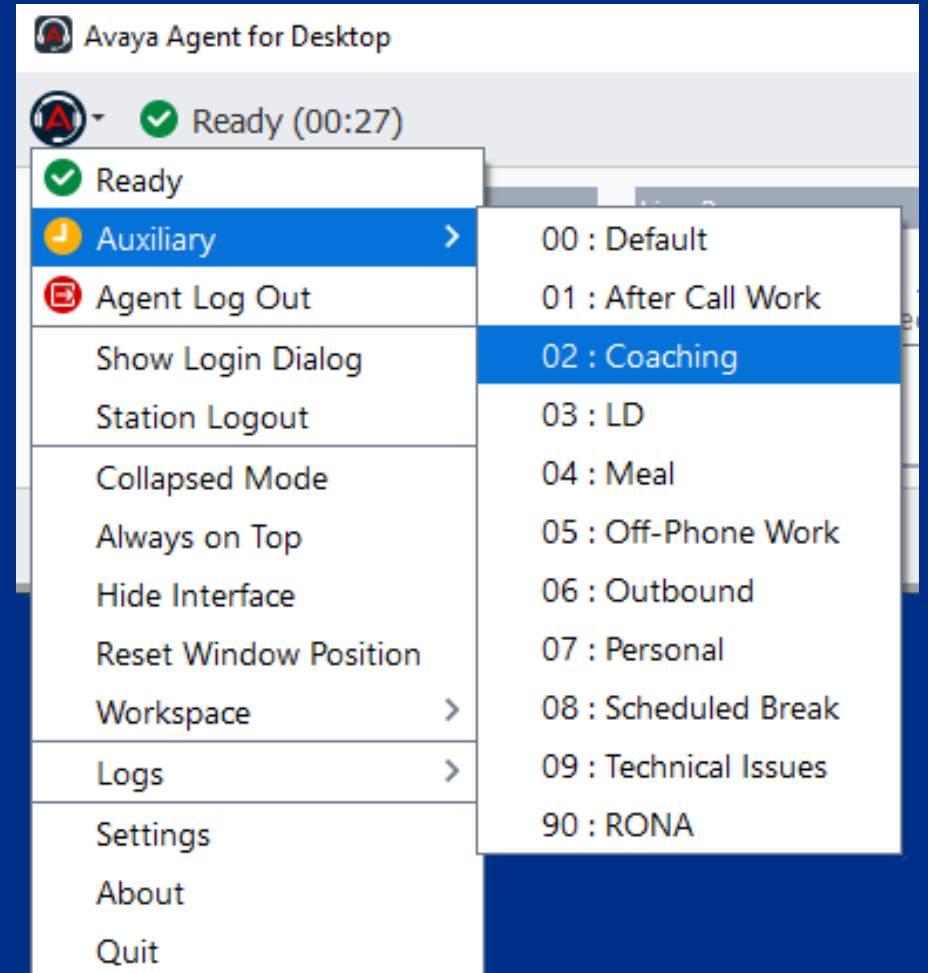 Avaya Agent for Desktop
Ready (00:27)
Ready
Auxiliary
Agent Log Out
Show Login Dialog
Station Logout
Collapsed Mode
Always on Top
Hide Interface
Reset Window Position
Workspace
Logs
Settings
About
Quit
00 : Default
01 : After Call Work
02 : Coaching
03 : LD
04 : Meal
05 : Off-Phone Work
06 : Outbound
07 : Personal
08 : Scheduled Break
09 : Technical Issues
90 : RONA